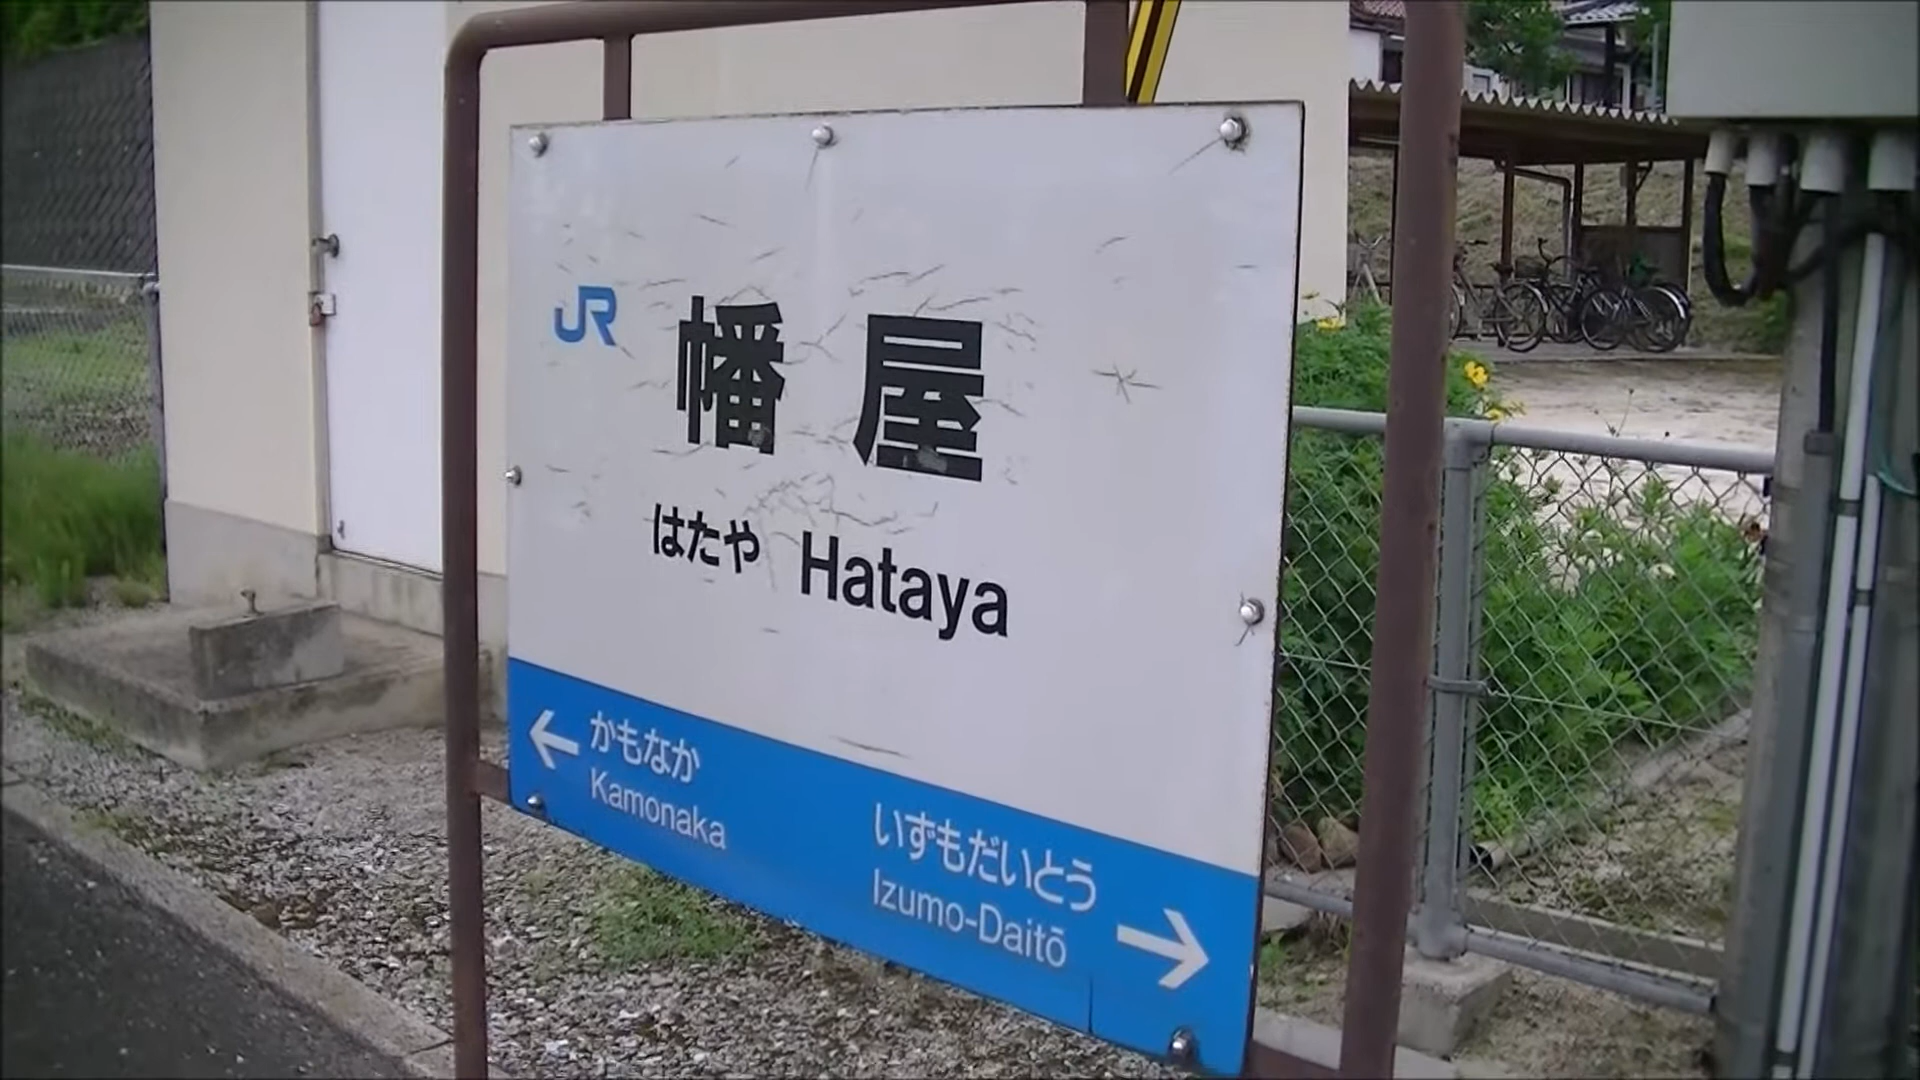 JR
幡屋
はたや Hataya
← かもなか
Kamonaka
いずもだいとう →
Izumo-Daitō